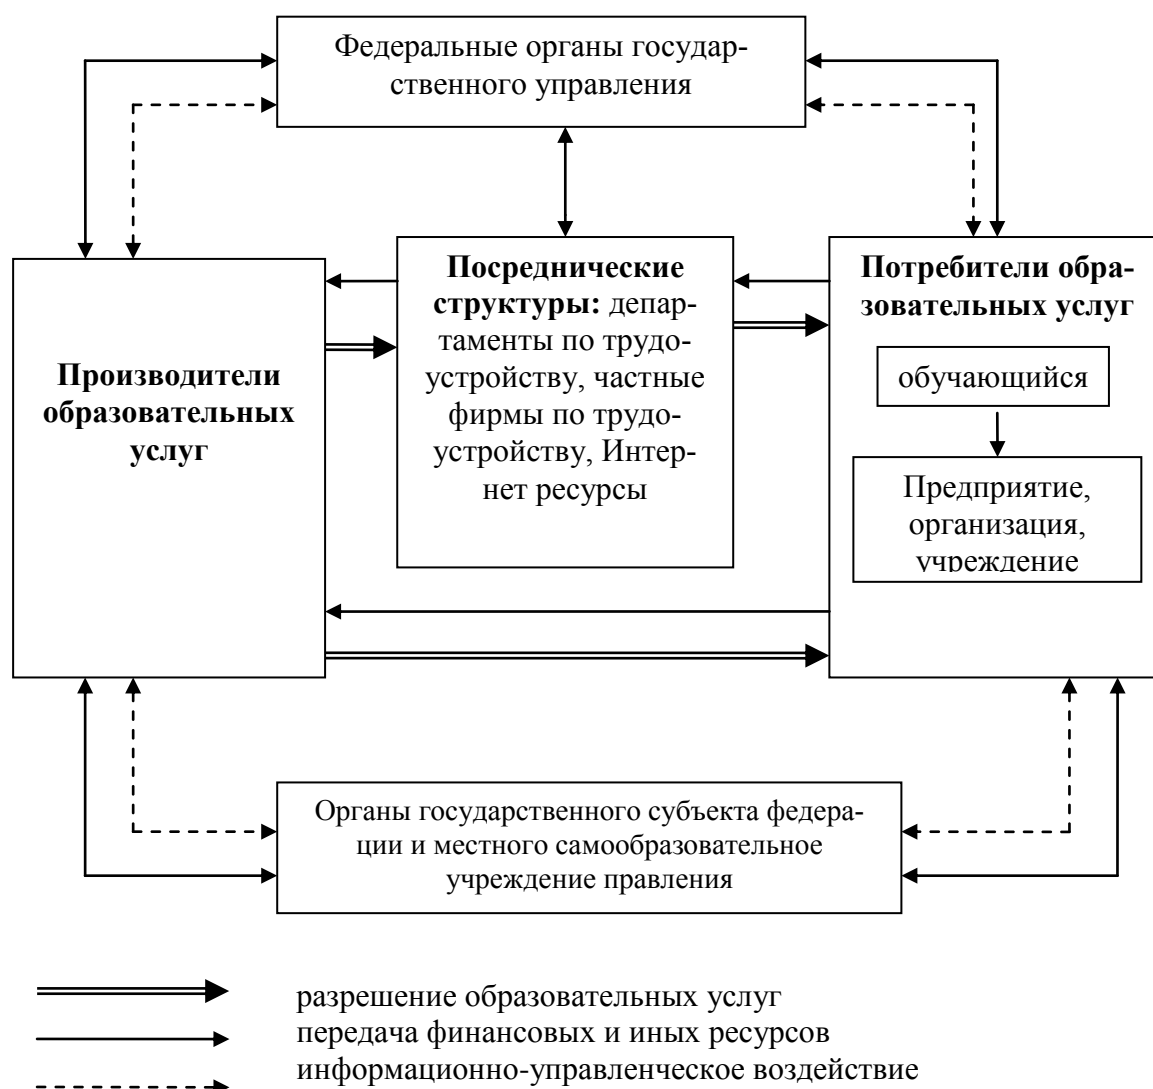 Федеральные органы государ-
ственного управления
Посреднические
структуры: депар-
таменты по трудо-
устройству, частные
фирмы по трудо-
устройству, Интер-
нет ресурсы
Потребители обра-
зовательных услуг
Производители
образовательных
услуг
обучающийся
Предприятие,
организация,
учреждение
Органы государственного субъекта федера-
ции и местного самообразовательное
учреждение правления
разрешение образовательных услуг
передача финансовых и иных ресурсов
информационно-управленческое воздействие